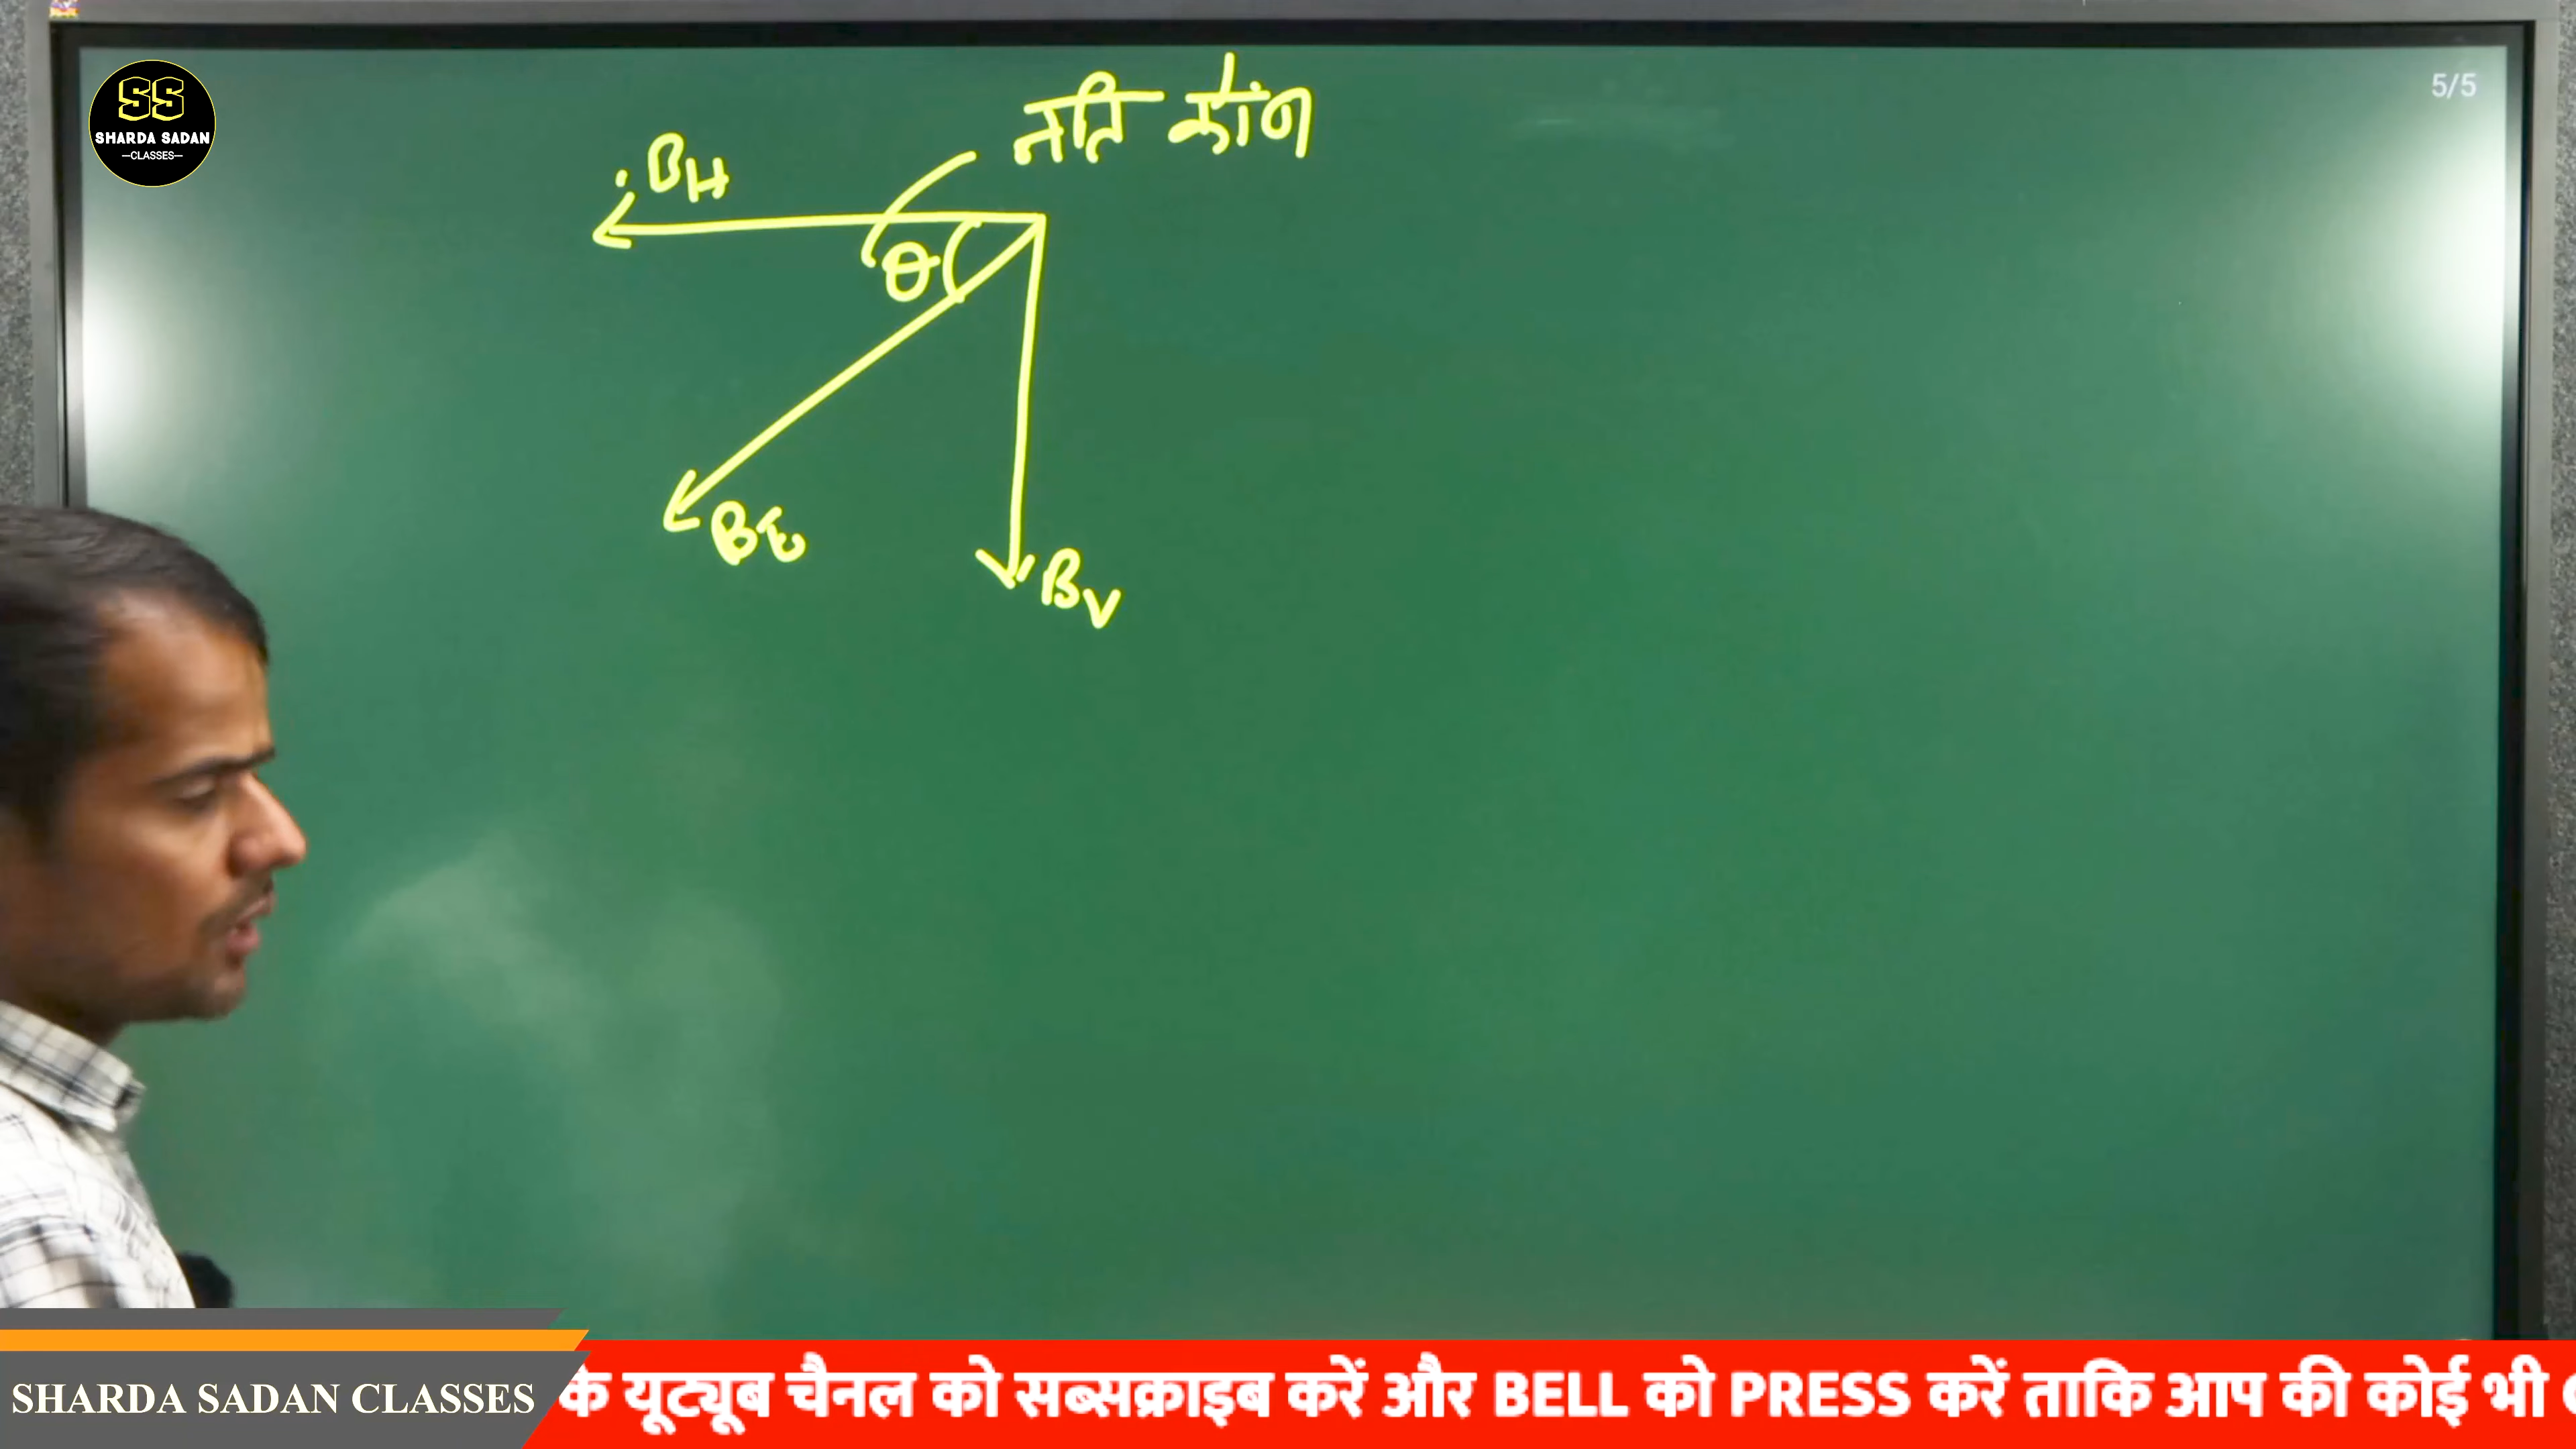 SS
SHARDA SADAN
—CLASSES—
5/5
नति कोण
BH
θ
BE
BV
SHARDA SADAN CLASSES
के यूट्यूब चैनल को सब्सक्राइब करें और BELL को PRESS करें ताकि आप की कोई भी